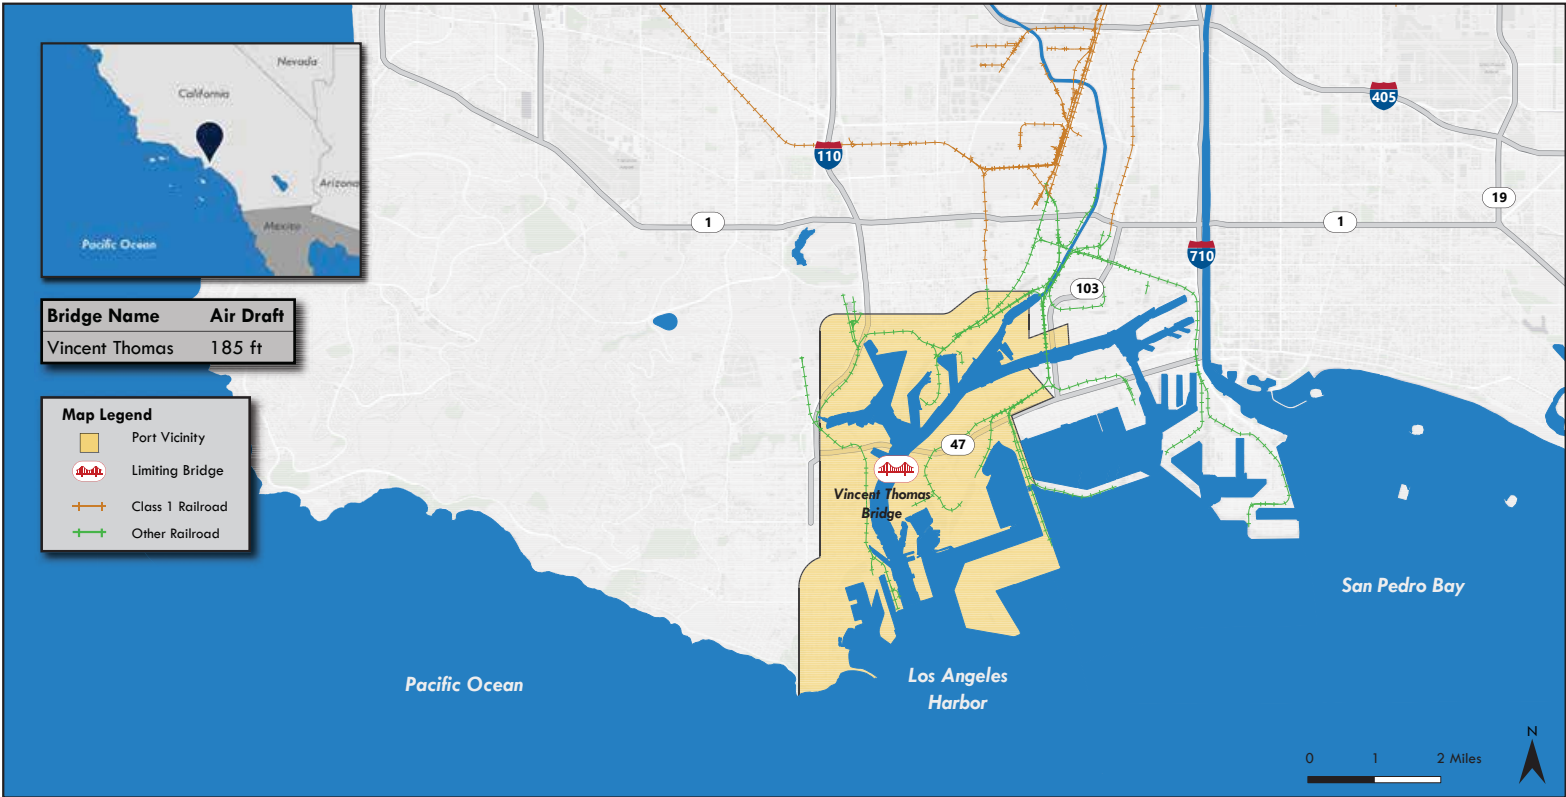 Nevada
California
Arizona
Mexico
Pacific Ocean
Bridge Name Air Draft
Vincent Thomas 185 ft
Map Legend
Port Vicinity
Limiting Bridge
Class 1 Railroad
Other Railroad
405
110
19
1
1
710
103
47
Vincent Thomas
Bridge
San Pedro Bay
Los Angeles
Harbor
Pacific Ocean
N
0 1 2 Miles